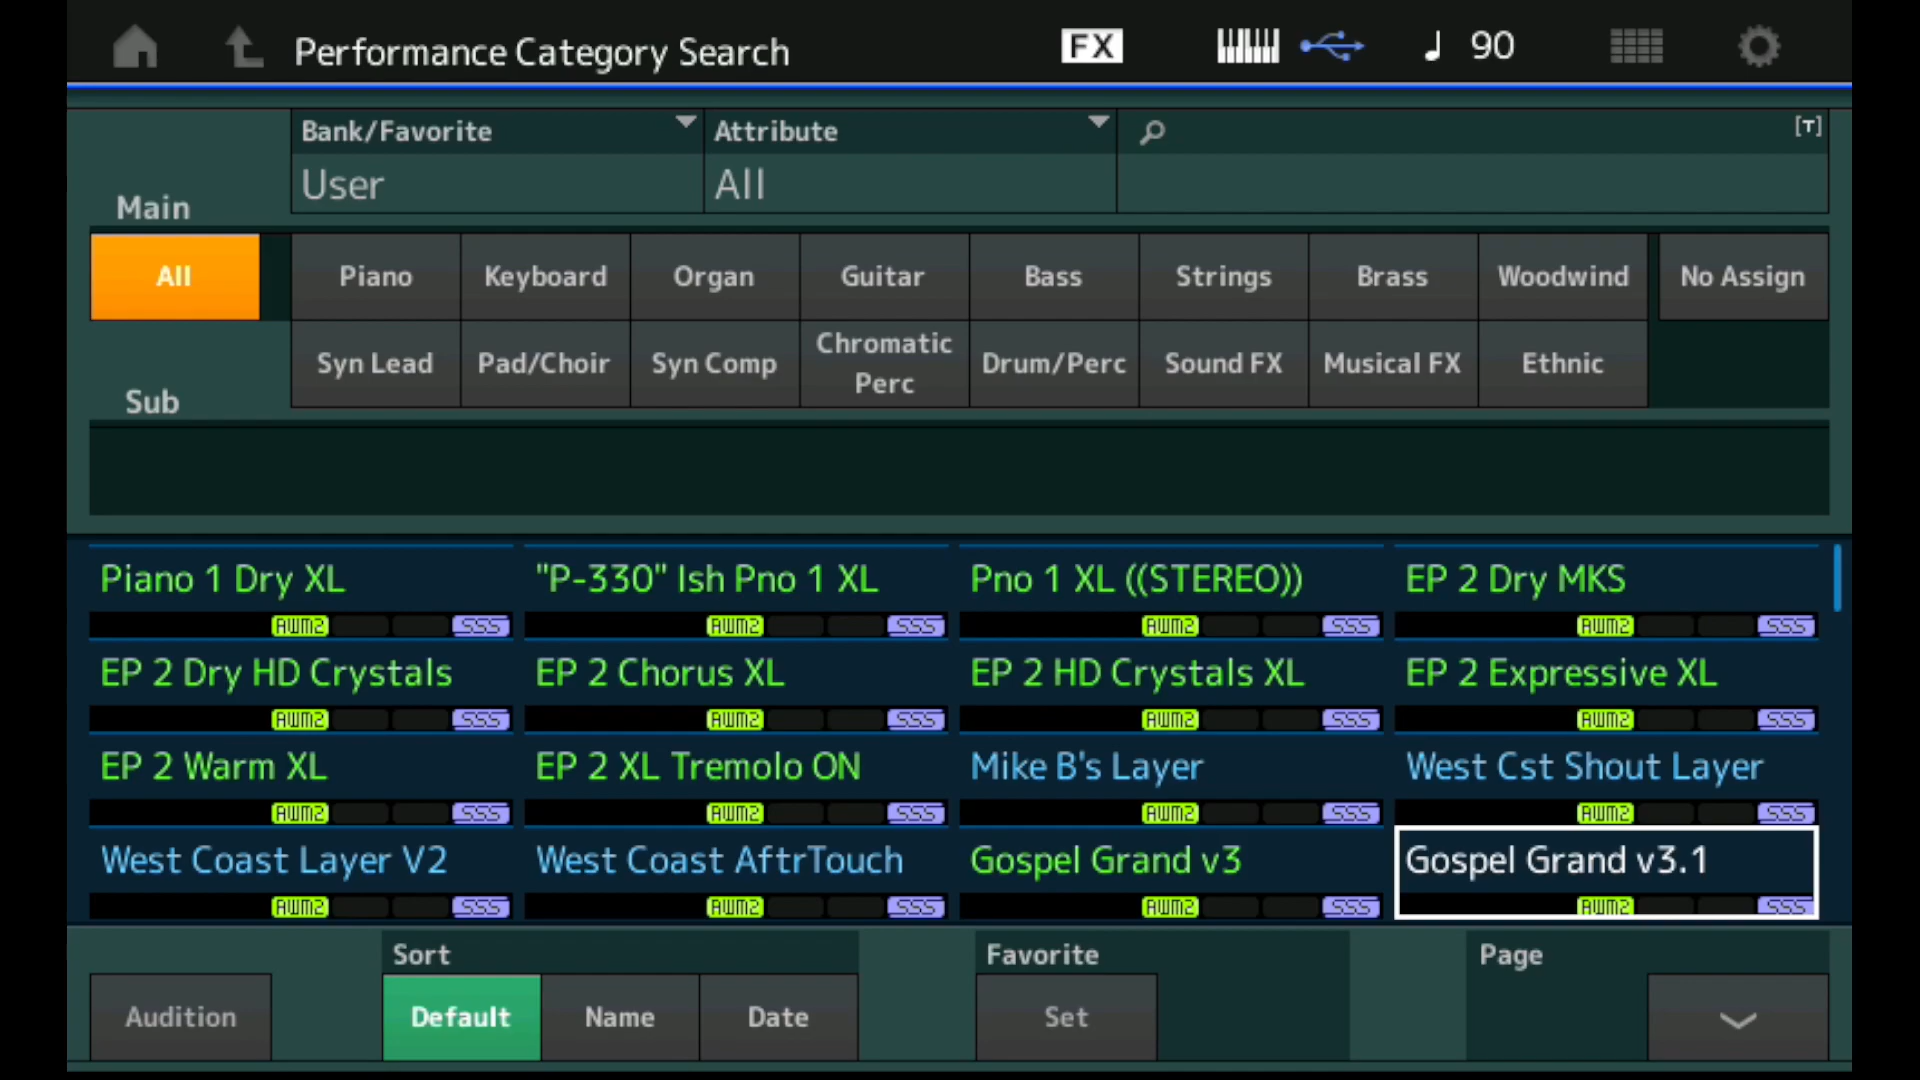 Performance Category Search FX 90
Bank/Favorite Attribute [T]
User All
Main
All Piano Keyboard Organ Guitar Bass Strings Brass Woodwind No Assign
Syn Lead Pad/Choir Syn Comp Chromatic Perc Drum/Perc Sound FX Musical FX Ethnic
Sub
Piano 1 Dry XL "P-330" Ish Pno 1 XL Pno 1 XL ((STEREO)) EP 2 Dry MKS
AWM2 SSS AWM2 SSS AWM2 SSS AWM2 SSS
EP 2 Dry HD Crystals EP 2 Chorus XL EP 2 HD Crystals XL EP 2 Expressive XL
AWM2 SSS AWM2 SSS AWM2 SSS AWM2 SSS
EP 2 Warm XL EP 2 XL Tremolo ON Mike B's Layer West Cst Shout Layer
AWM2 SSS AWM2 SSS AWM2 SSS AWM2 SSS
West Coast Layer V2 West Coast AftrTouch Gospel Grand v3 Gospel Grand v3.1
AWM2 SSS AWM2 SSS AWM2 SSS AWM2 SSS
Sort Favorite Page
Audition Default Name Date Set